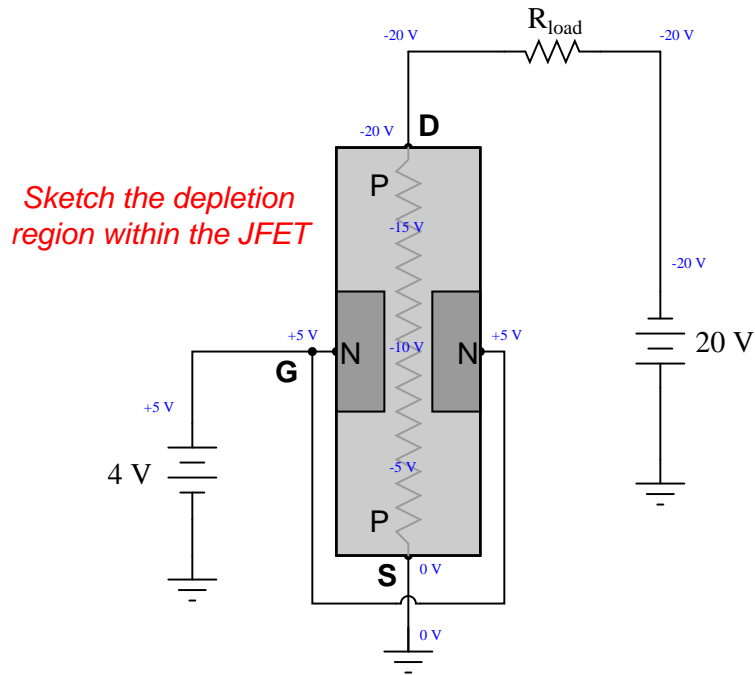 -20 V
R_load
-20 V
-20 V
D
P
Sketch the depletion
region within the JFET
-15 V
-20 V
+5 V
N
-10 V
N
+5 V
20 V
G
+5 V
4 V
-5 V
P
S
0 V
0 V